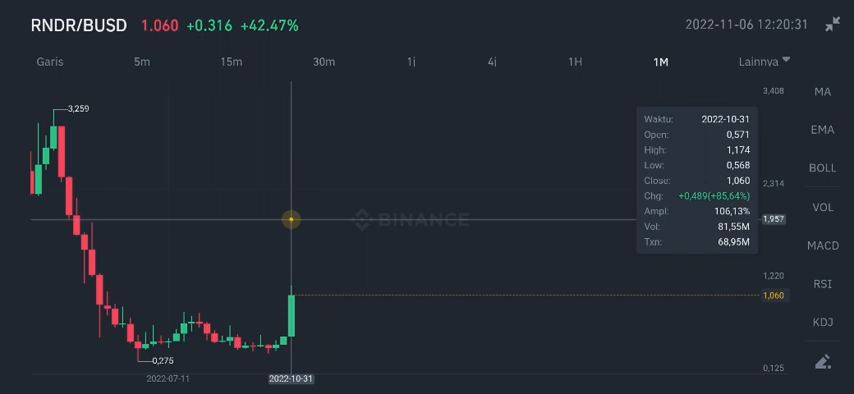 RNDR/BUSD 1.060 +0.316 +42.47% 2022-11-06 12:20:31
Garis 5m 15m 30m 1j 4j 1H 1M Lainnya
3,408
MA
3,259
Waktu: 2022-10-31
Open: 0,571
EMA
High: 1,174
Low: 0,568
BOLL
Close: 1,060
2,314
Chg: +0,489(+85,64%)
VOL
Ampl: 106,13%
BINANCE
1,957
Vol: 81,55M
MACD
Txn: 68,95M
1,220
RSI
1,060
KDJ
0,275
0,125
2022-07-11 2022-10-31